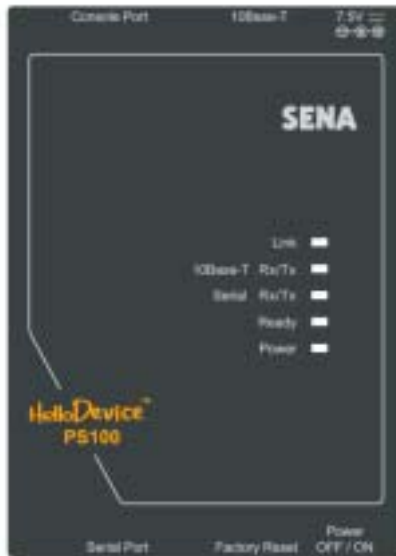 Console Port 10Base-T 7.5V
SENA
Link
10Base-T Rx/Tx
Serial Rx/Tx
Ready
Power
HelloDevice™
PS100
Serial Port Factory Reset Power OFF / ON